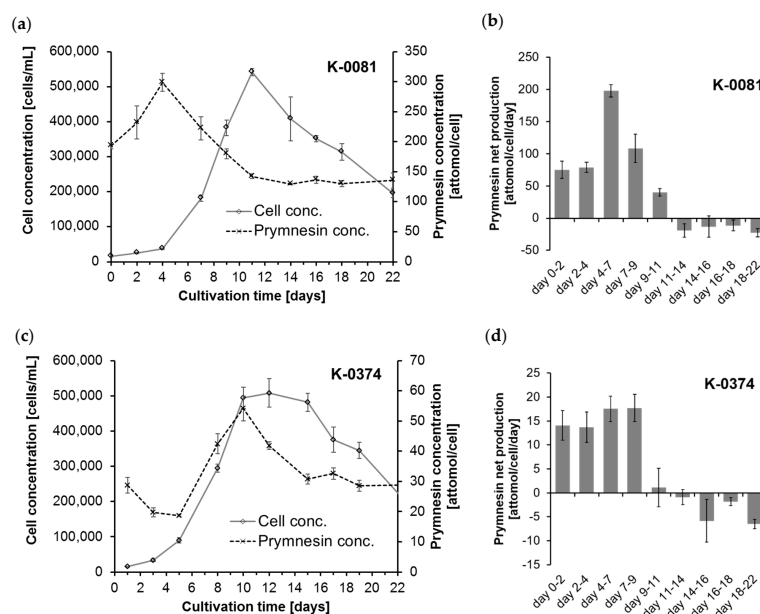 (a)
K-0081
Cell concentration [cells/mL]
600,000
500,000
400,000
300,000
200,000
100,000
0
350
300
250
200
150
100
50
0
Prymnesin concentration
[attomol/cell]
Cell conc.
Prymnesin conc.
0 2 4 6 8 10 12 14 16 18 20 22
Cultivation time [days]
(b)
K-0081
Prymnesin net production
[attomol/cell/day]
250
200
150
100
50
0
-50
day 0-2
day 2-4
day 4-7
day 7-9
day 9-11
day 11-14
day 14-16
day 16-18
day 18-22
(c)
K-0374
Cell concentration [cells/mL]
600,000
500,000
400,000
300,000
200,000
100,000
0
70
60
50
40
30
20
10
0
Prymnesin concentration
[attomol/cell]
Cell conc.
Prymnesin conc.
0 2 4 6 8 10 12 14 16 18 20 22
Cultivation time [days]
(d)
K-0374
Prymnesin net production
[attomol/cell/day]
25
20
15
10
5
0
-5
-10
-15
day 0-2
day 2-4
day 4-7
day 7-9
day 9-11
day 11-14
day 14-16
day 16-18
day 18-22